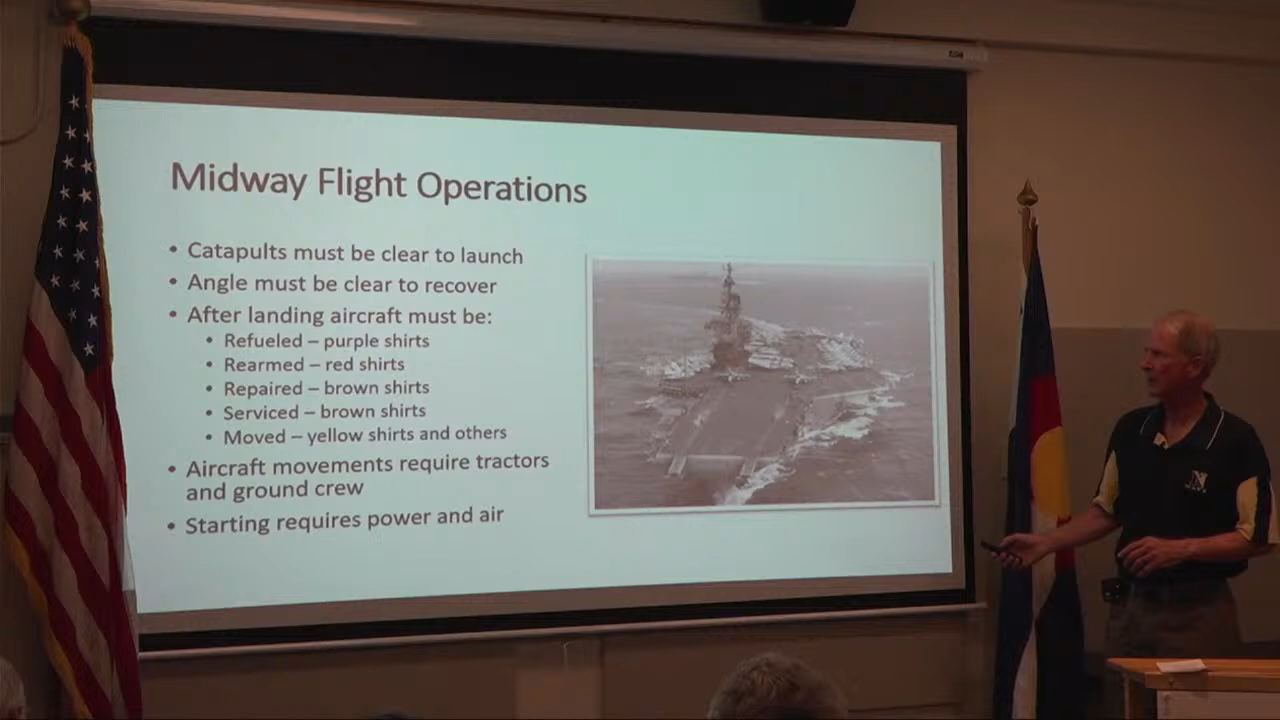 Midway Flight Operations
• Catapults must be clear to launch
• Angle must be clear to recover
• After landing aircraft must be:
• Refueled – purple shirts
• Rearmed – red shirts
• Repaired – brown shirts
• Serviced – brown shirts
• Moved – yellow shirts and others
• Aircraft movements require tractors
and ground crew
• Starting requires power and air
N